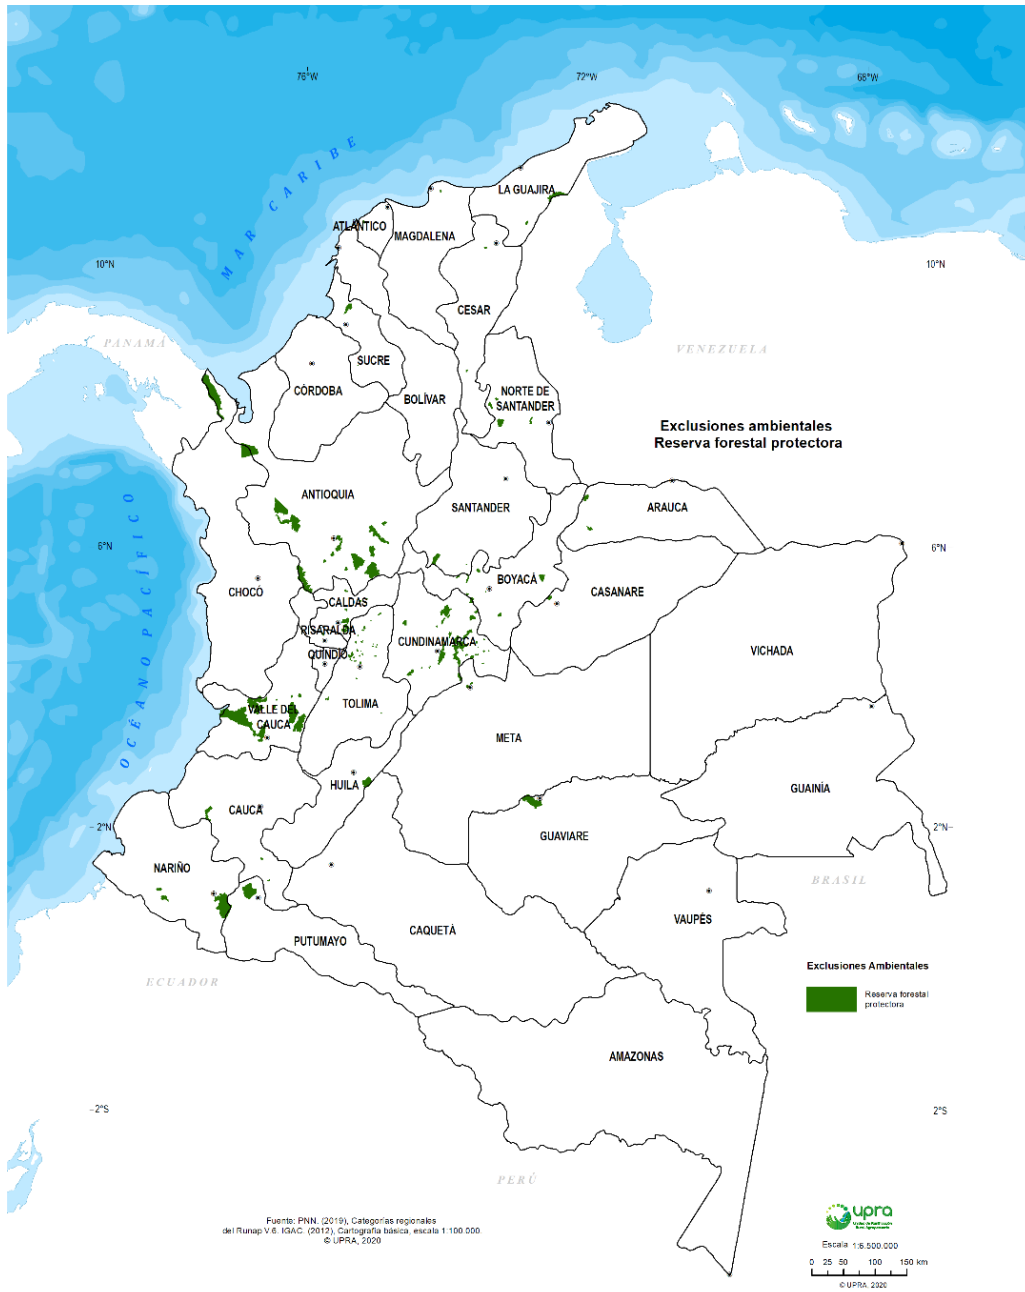 76°W
72°W
68°W
MAR CARIBE
LA GUAJIRA
ATLÁNTICO
MAGDALENA
10°N
10°N
CESAR
PANAMÁ
VENEZUELA
SUCRE
CÓRDOBA
BOLÍVAR
NORTE DE
SANTANDER
Exclusiones ambientales
Reserva forestal protectora
ANTIOQUIA
SANTANDER
ARAUCA
OCÉANO PACÍFICO
6°N
6°N
BOYACÁ
CHOCÓ
CALDAS
CASANARE
RISARALDA
CUNDINAMARCA
QUINDÍO
VICHADA
TOLIMA
VALLE DEL
CAUCA
META
HUILA
GUAINÍA
CAUCA
2°N
GUAVIARE
2°N
NARIÑO
BRASIL
VAUPÉS
CAQUETÁ
PUTUMAYO
ECUADOR
Exclusiones Ambientales
Reserva forestal
protectora
AMAZONAS
2°S
2°S
PERÚ
Fuente: PNN. (2019), Categorías regionales
del Runap V.6. IGAC. (2012), Cartografía básica, escala 1:100.000.
© UPRA, 2020
upra
Unidad de Planificación
Rural Agropecuaria
Escala 1:6.500.000
0 25 50 100 150 km
© UPRA, 2020